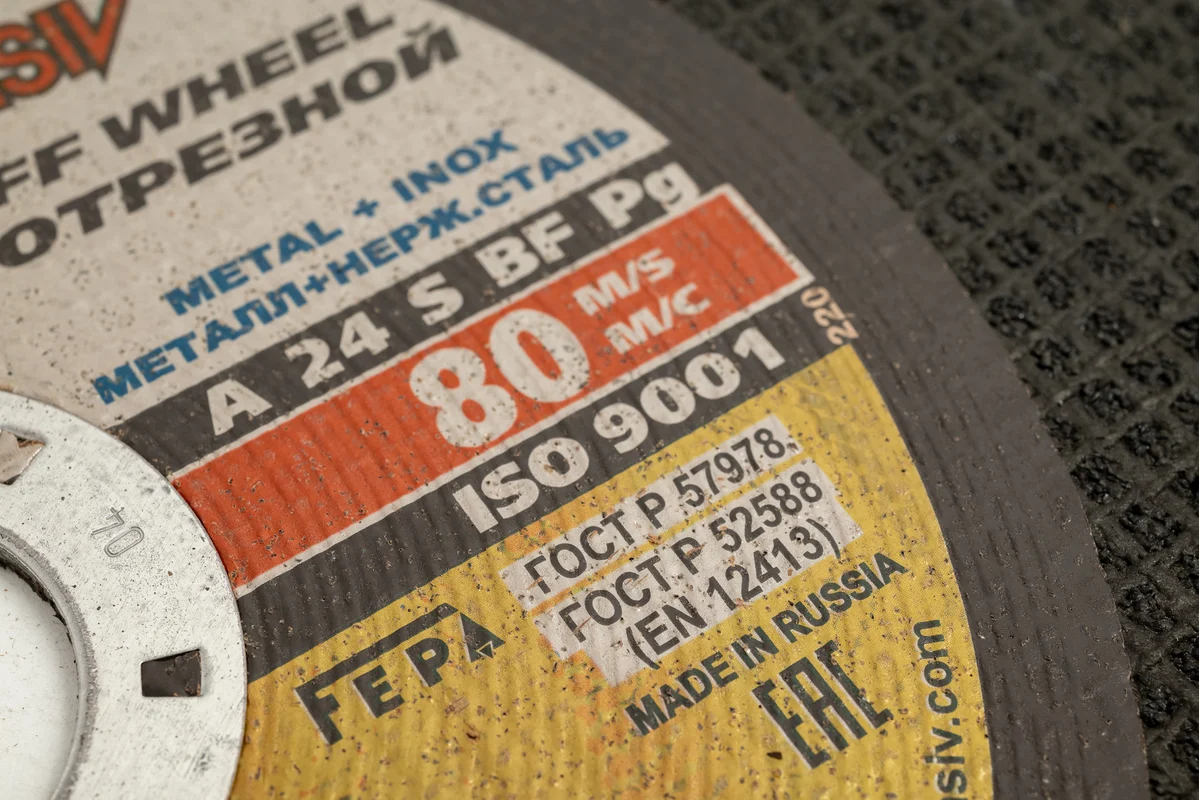 SIV
FF WHEEL
ОТРЕЗНОЙ
METAL + INOX
МЕТАЛЛ+НЕРЖ.СТАЛЬ
A 24 S BF Pg
80 M/S М/С
ISO 9001
220
ГОСТ Р 57978,
ГОСТ Р 52588
(EN 12413)
MADE IN RUSSIA
FEPA
EAC
siv.com
04